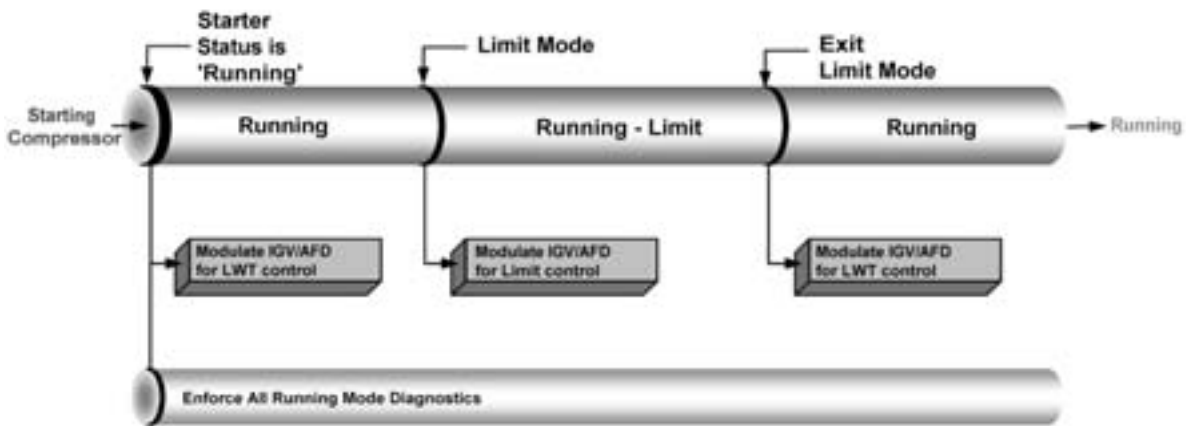 Starter
Status is
'Running'
Limit Mode
Exit
Limit Mode
Starting
Compressor
Running
Running - Limit
Running
Running
Modulate IGV/AFD
for LWT control
Modulate IGV/AFD
for Limit control
Modulate IGV/AFD
for LWT control
Enforce All Running Mode Diagnostics